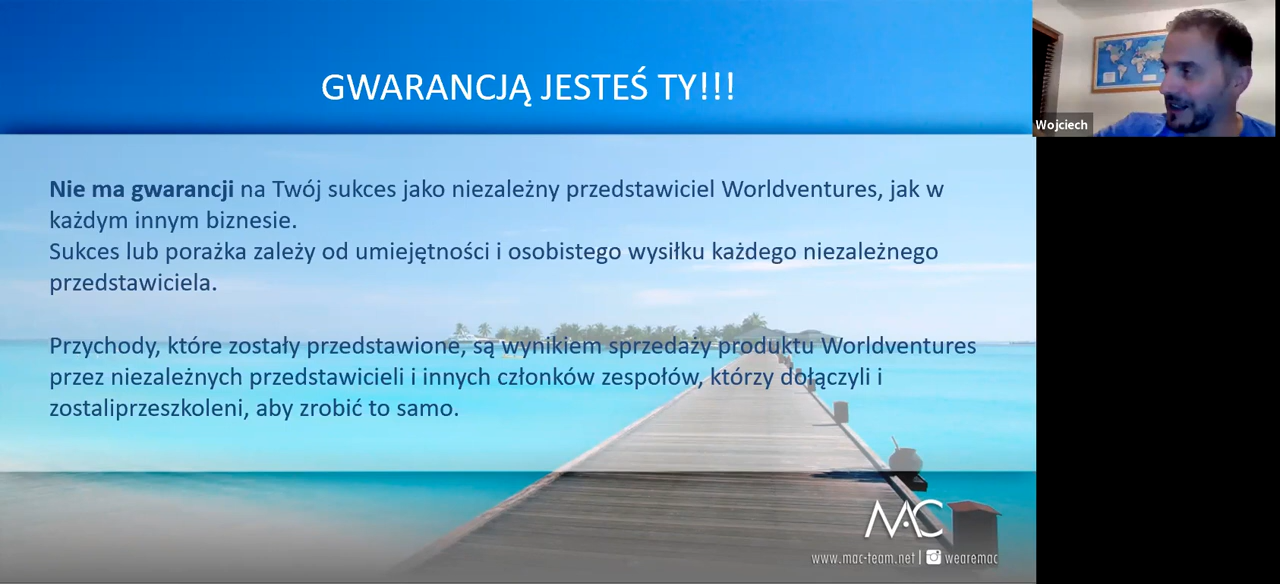 GWARANCJĄ JESTEŚ TY!!!
Wojciech
Nie ma gwarancji na Twój sukces jako niezależny przedstawiciel Worldventures, jak w
każdym innym biznesie.
Sukces lub porażka zależy od umiejętności i osobistego wysiłku każdego niezależnego
przedstawiciela.
Przychody, które zostały przedstawione, są wynikiem sprzedaży produktu Worldventures
przez niezależnych przedstawicieli i innych członków zespołów, którzy dołączyli i
zostaliprzeszkoleni, aby zrobić to samo.
MAC
www.mac-team.net | wearemac